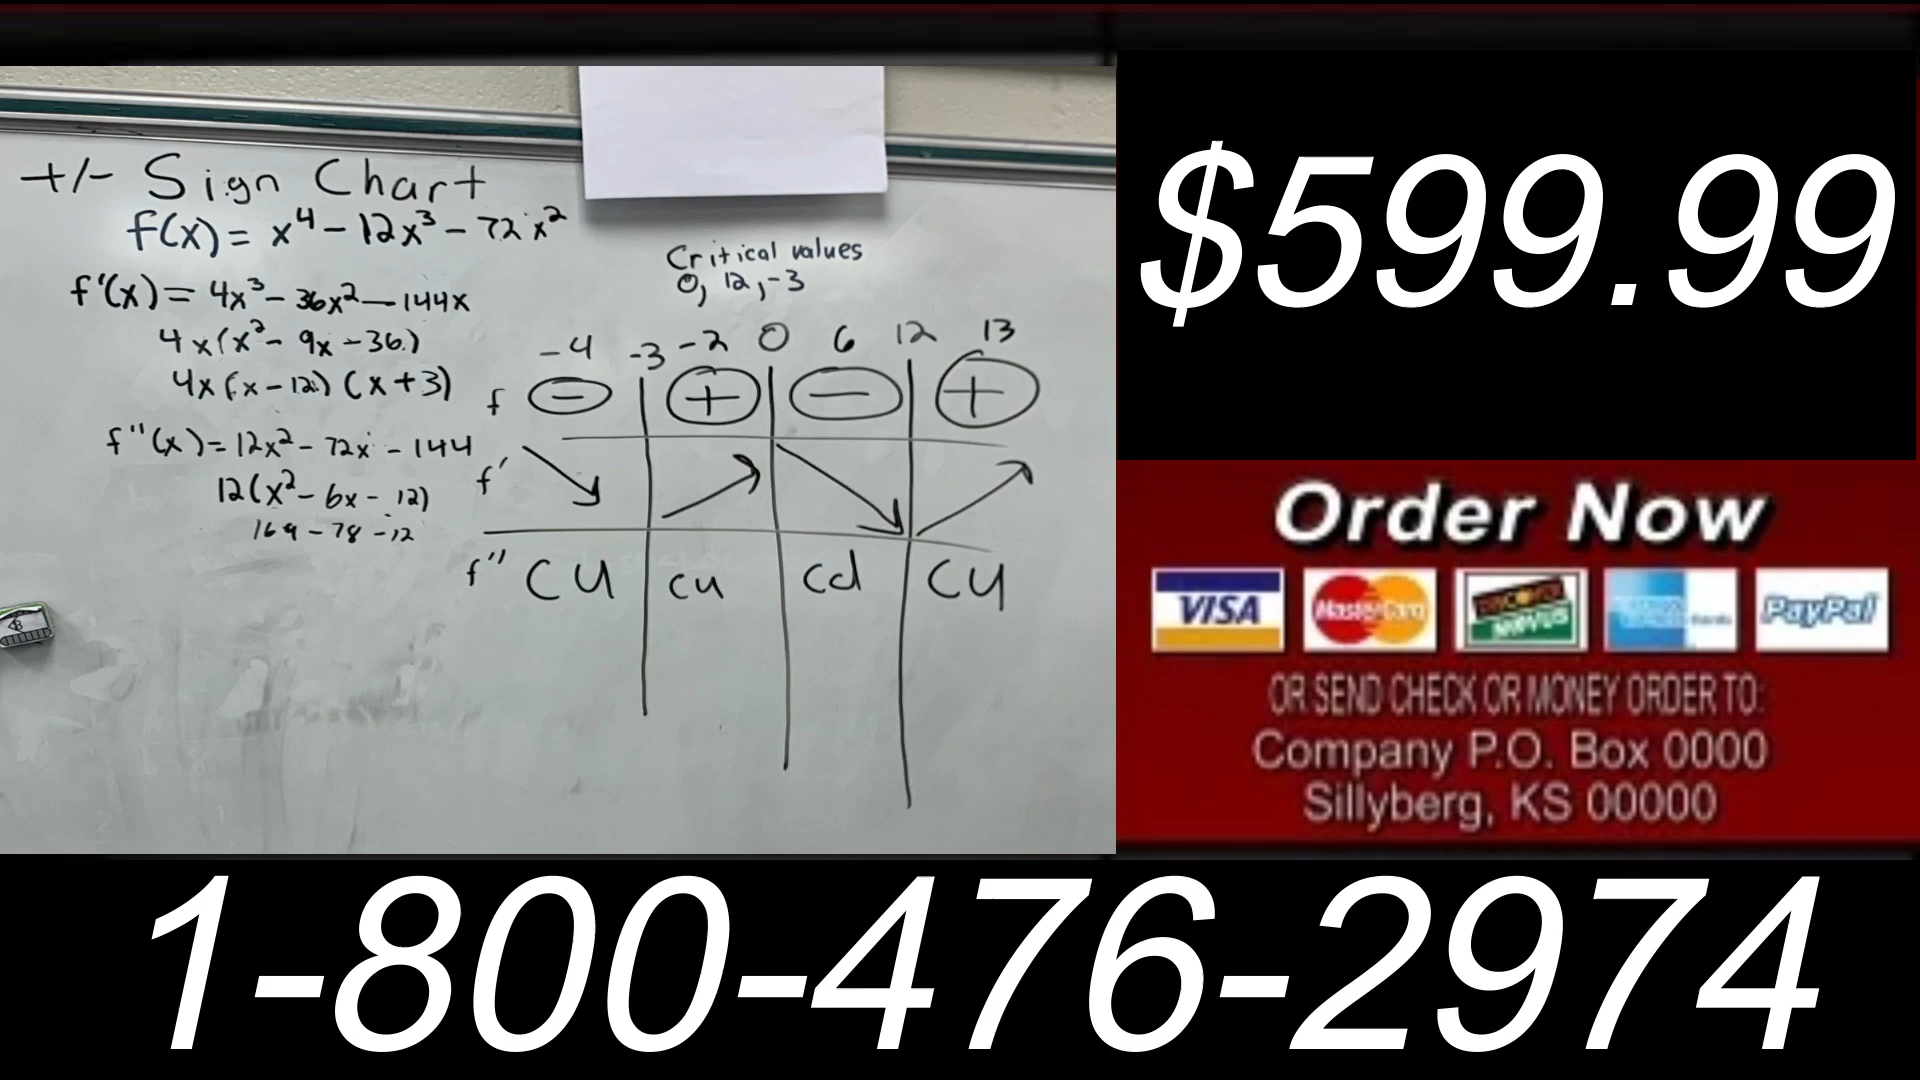 +/- Sign Chart
f(x) = x⁴ - 12x³ - 72x²
f'(x) = 4x³ - 36x² - 144x
4x(x² - 9x - 36)
4x(x - 12)(x + 3)
f''(x) = 12x² - 72x - 144
12(x² - 6x - 12)
169 - 78 - 12
Critical values
0, 12, -3
-4 -3 -2 0 6 12 13
f - + - +
f'
f'' CU CU Cd CU
$599.99
Order Now
VISA MasterCard DISCOVER NOVUS PayPal
OR SEND CHECK OR MONEY ORDER TO:
Company P.O. Box 0000
Sillyberg, KS 00000
1-800-476-2974